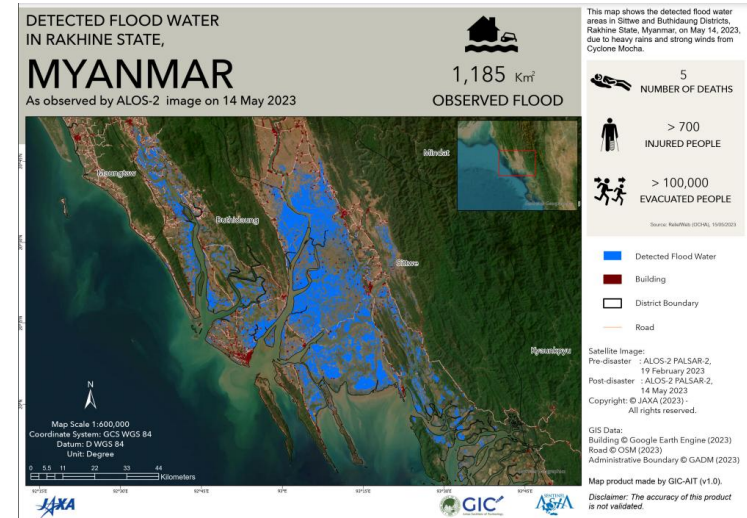 DETECTED FLOOD WATER
IN RAKHINE STATE,
MYANMAR
As observed by ALOS-2 image on 14 May 2023
1,185 Km²
OBSERVED FLOOD
This map shows the detected flood water
areas in Sittwe and Buthidaung Districts,
Rakhine State, Myanmar, on May 14, 2023,
due to heavy rains and strong winds from
Cyclone Mocha.
5
NUMBER OF DEATHS
> 700
INJURED PEOPLE
> 100,000
EVACUATED PEOPLE
Source: ReliefWeb (OCHA), 15/05/2023
Mindat
Maungtaw
Buthidaung
Sittwe
Kyaunkpyu
Detected Flood Water
Building
District Boundary
Road
Satellite Image:
Pre-disaster : ALOS-2 PALSAR-2,
19 February 2023
Post-disaster : ALOS-2 PALSAR-2,
14 May 2023
Copyright: © JAXA (2023) -
All rights reserved.
GIS Data:
Building © Google Earth Engine (2023)
Road © OSM (2023)
Administrative Boundary © GADM (2023)
Map product made by GIC-AIT (v1.0).
Disclaimer: The accuracy of this product
is not validated.
N
Map Scale 1:600,000
Coordinate System: GCS WGS 84
Datum: D WGS 84
Unit: Degree
0 5.5 11 22 33 44
Kilometers
JAXA
GIC